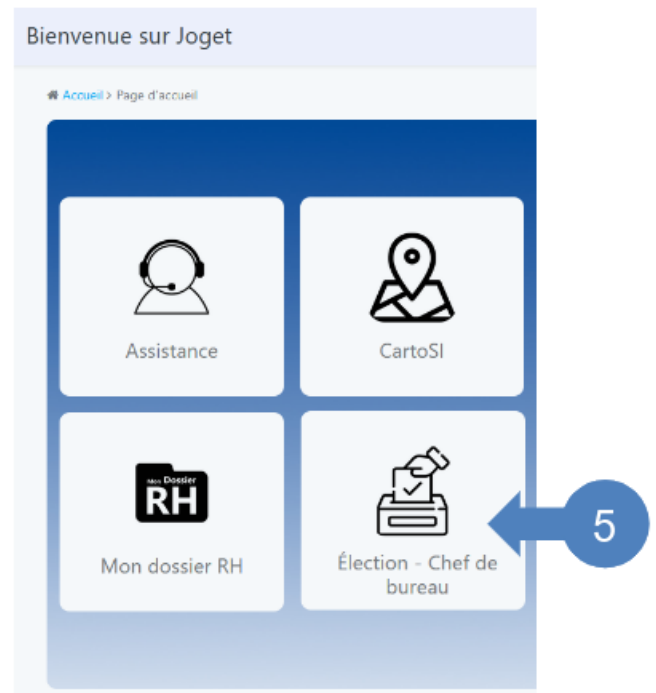 Bienvenue sur Joget
Accueil > Page d'accueil
Assistance
CartoSI
Mon Dossier
RH
Mon dossier RH
Élection - Chef de
bureau
5